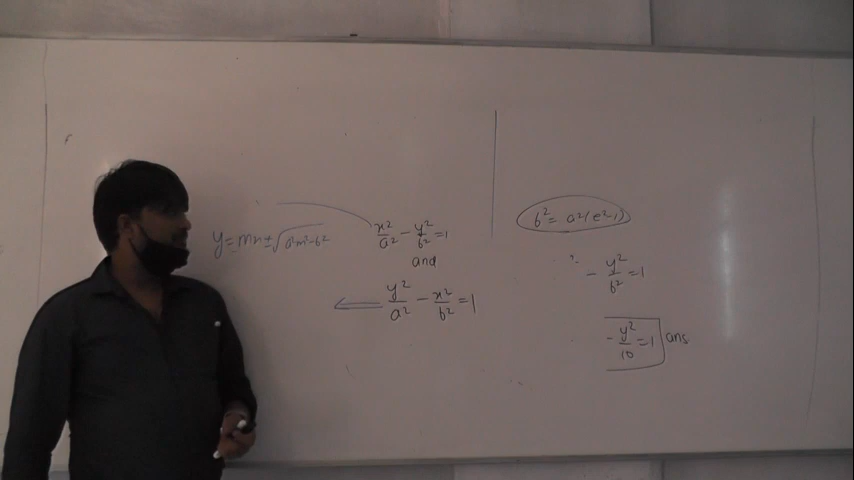 y = mx ± √a²m²-b²
x²/a² - y²/b² = 1
and
y²/a² - x²/b² = 1
b² = a²(e²-1)
- y²/b² = 1
- y²/10 = 1 ans